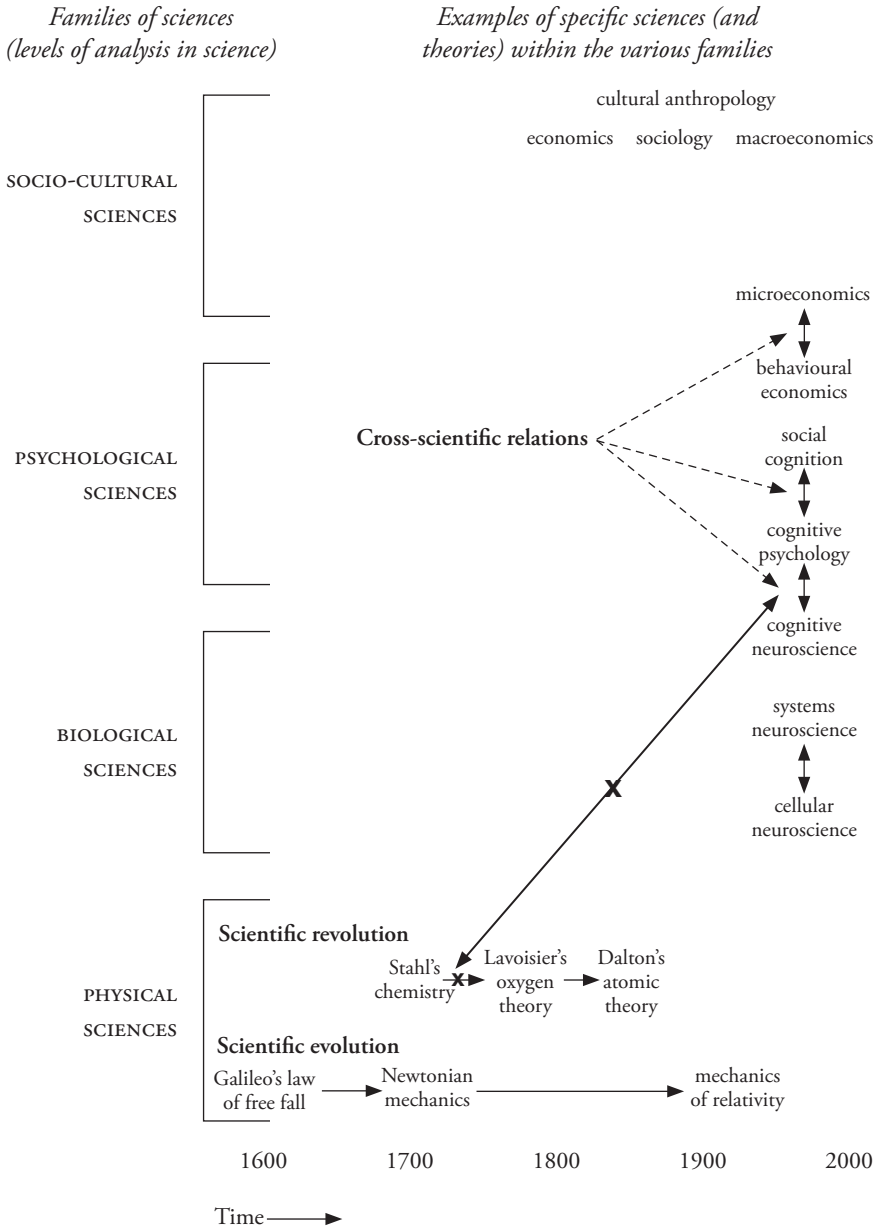 Families of sciences
(levels of analysis in science)
Examples of specific sciences (and
theories) within the various families
cultural anthropology
economics sociology macroeconomics
SOCIO-CULTURAL
SCIENCES
microeconomics
behavioural
economics
Cross-scientific relations
social
cognition
PSYCHOLOGICAL
SCIENCES
cognitive
psychology
cognitive
neuroscience
systems
neuroscience
BIOLOGICAL
SCIENCES
X
cellular
neuroscience
Scientific revolution
Stahl's
chemistry
x
Lavoisier's
oxygen
theory
Dalton's
atomic
theory
PHYSICAL
SCIENCES
Scientific evolution
Galileo's law
of free fall
Newtonian
mechanics
mechanics
of relativity
1600 1700 1800 1900 2000
Time